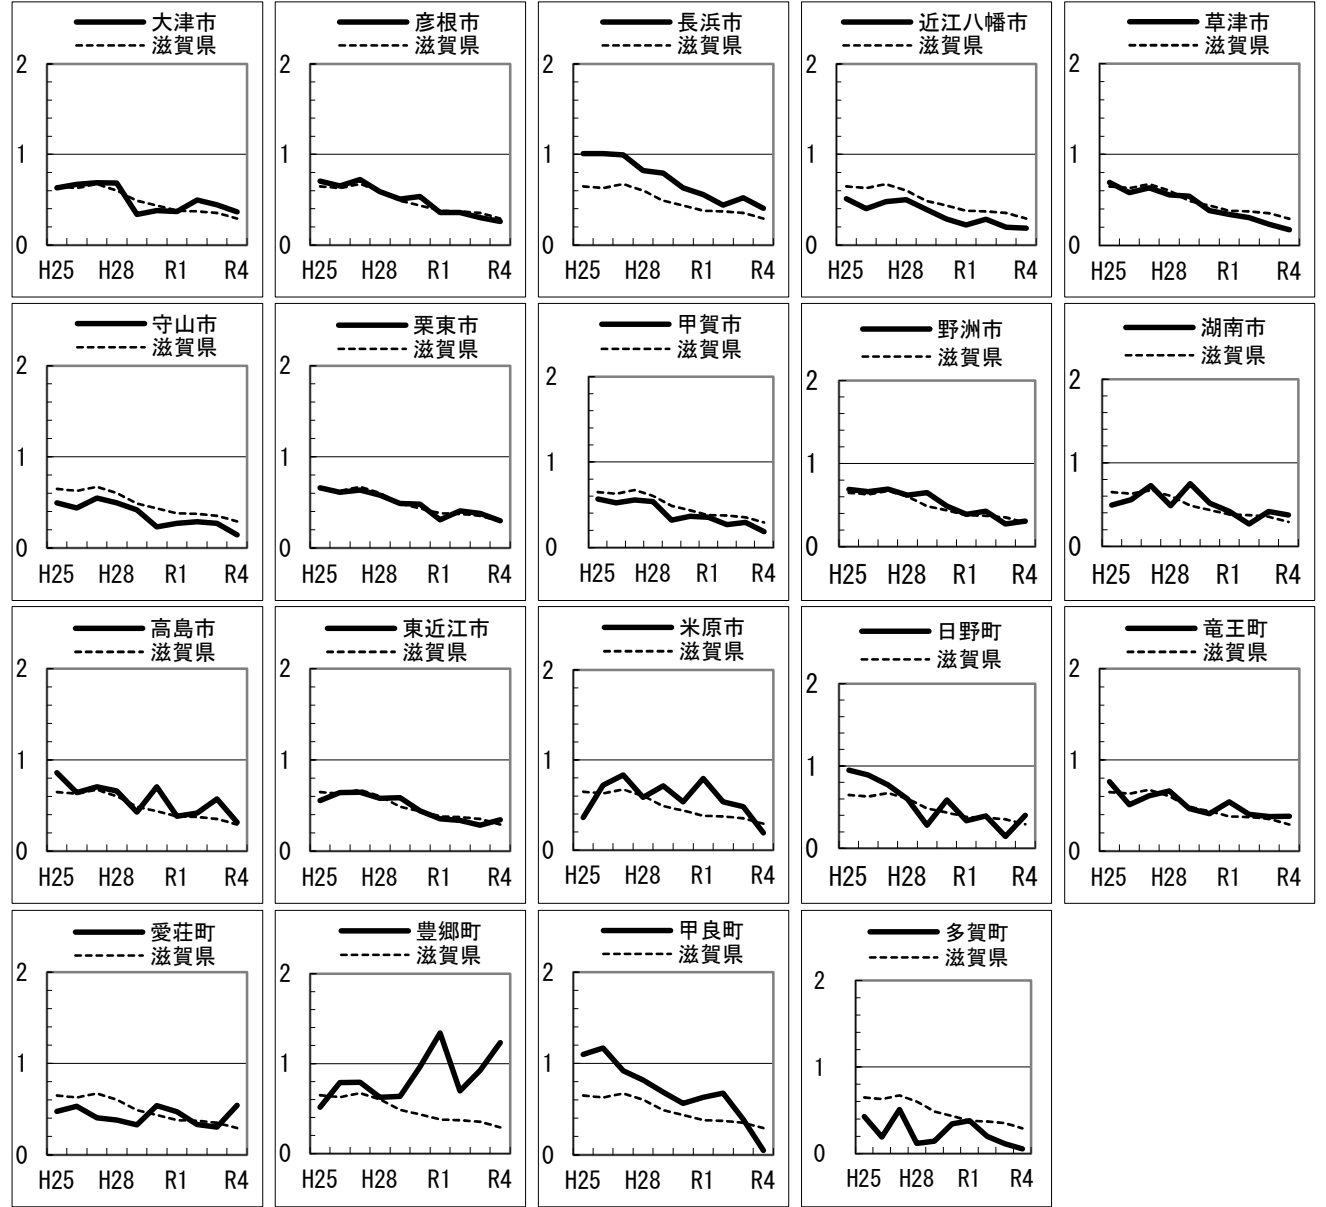 大津市
滋賀県
2
1
0
H25 H28 R1 R4
彦根市
滋賀県
2
1
0
H25 H28 R1 R4
長浜市
滋賀県
2
1
0
H25 H28 R1 R4
近江八幡市
滋賀県
2
1
0
H25 H28 R1 R4
草津市
滋賀県
2
1
0
H25 H28 R1 R4
守山市
滋賀県
2
1
0
H25 H28 R1 R4
栗東市
滋賀県
2
1
0
H25 H28 R1 R4
甲賀市
滋賀県
2
1
0
H25 H28 R1 R4
野洲市
滋賀県
2
1
0
H25 H28 R1 R4
湖南市
滋賀県
2
1
0
H25 H28 R1 R4
高島市
滋賀県
2
1
0
H25 H28 R1 R4
東近江市
滋賀県
2
1
0
H25 H28 R1 R4
米原市
滋賀県
2
1
0
H25 H28 R1 R4
日野町
滋賀県
2
1
0
H25 H28 R1 R4
竜王町
滋賀県
2
1
0
H25 H28 R1 R4
愛荘町
滋賀県
2
1
0
H25 H28 R1 R4
豊郷町
滋賀県
2
1
0
H25 H28 R1 R4
甲良町
滋賀県
2
1
0
H25 H28 R1 R4
多賀町
滋賀県
2
1
0
H25 H28 R1 R4